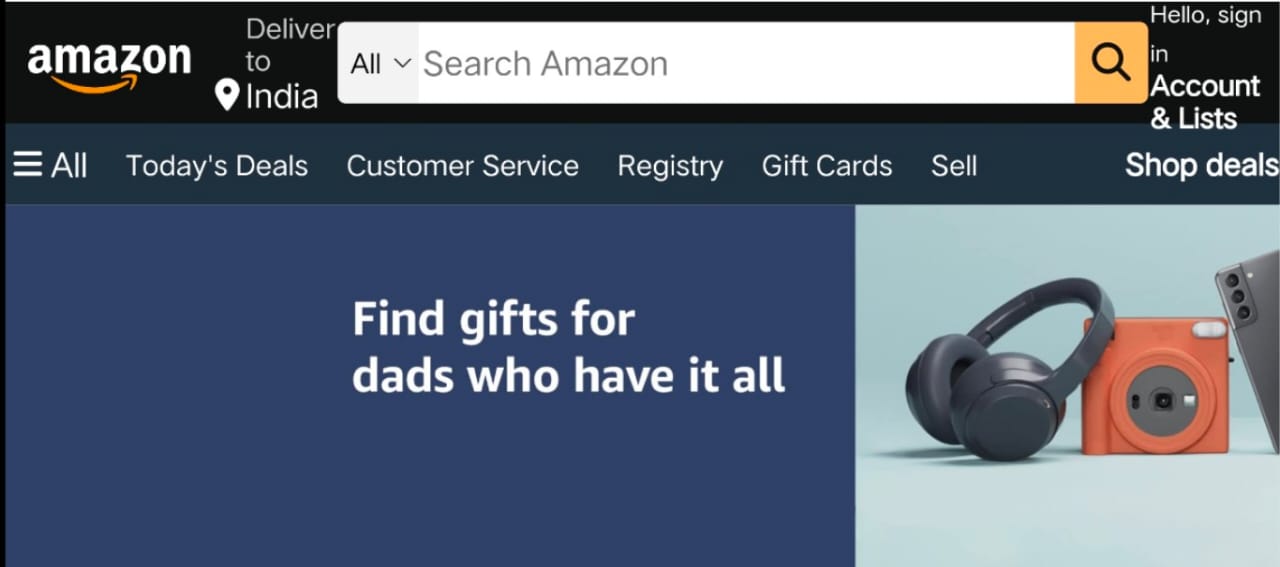 amazon
Deliver
to
India
All
Search Amazon
Hello, sign
in
Account
& Lists
All
Today's Deals
Customer Service
Registry
Gift Cards
Sell
Shop deals
Find gifts for
dads who have it all